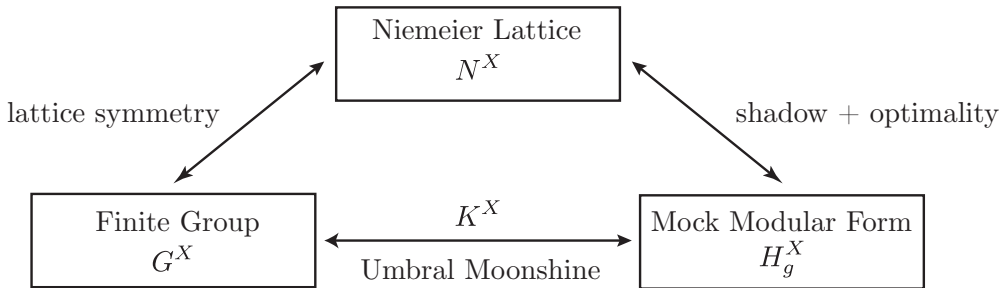 Niemeier Lattice
N^X
lattice symmetry
shadow + optimality
Finite Group
G^X
K^X
Umbral Moonshine
Mock Modular Form
H_g^X